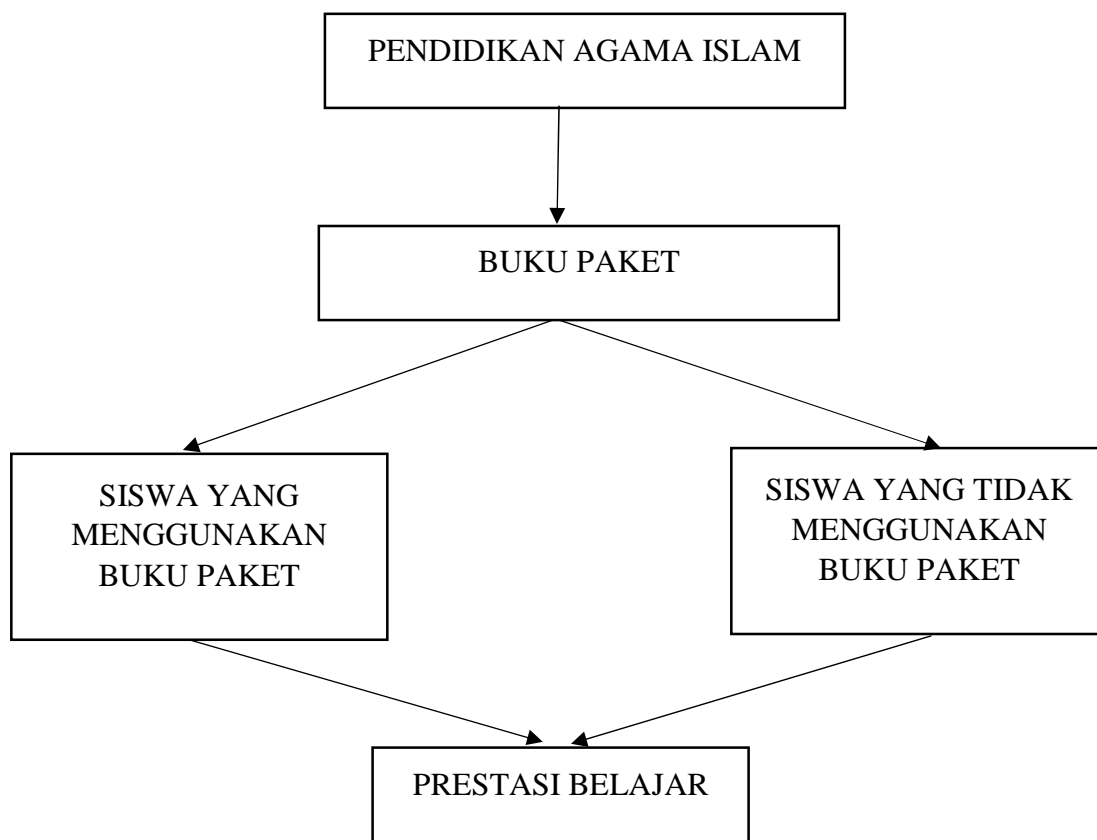 PENDIDIKAN AGAMA ISLAM
BUKU PAKET
SISWA YANG
MENGGUNAKAN
BUKU PAKET
SISWA YANG TIDAK
MENGGUNAKAN
BUKU PAKET
PRESTASI BELAJAR